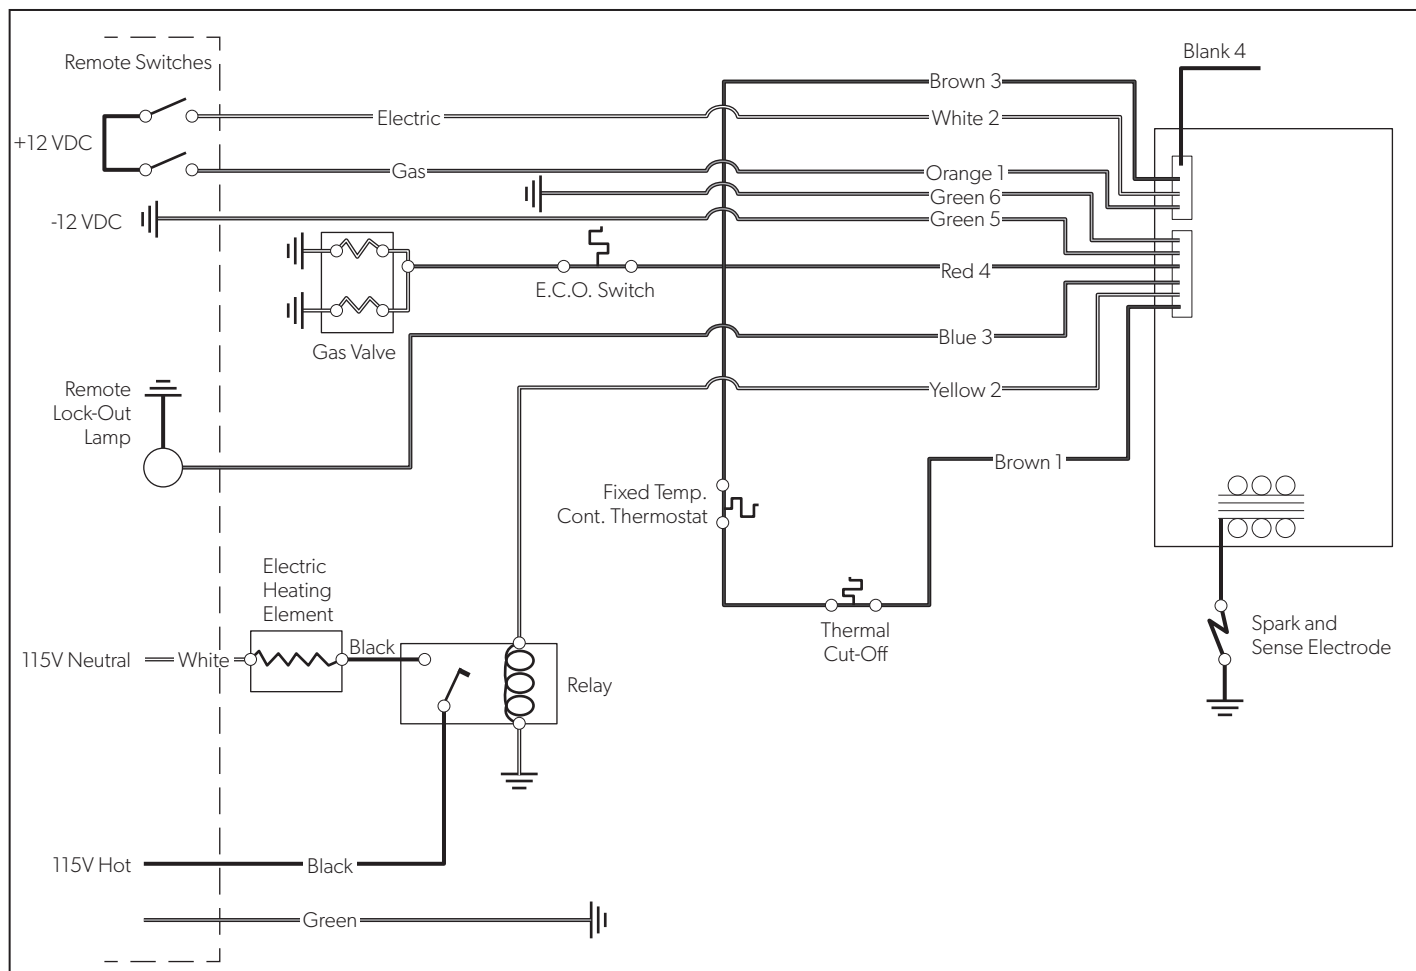 Blank 4
Remote Switches
Brown 3
Electric
White 2
+12 VDC
Gas
Orange 1
Green 6
-12 VDC
Green 5
Red 4
E.C.O. Switch
Blue 3
Gas Valve
Remote
Lock-Out
Lamp
Yellow 2
Brown 1
Fixed Temp.
Cont. Thermostat
Electric
Heating
Element
Thermal
Cut-Off
Spark and
Sense Electrode
115V Neutral
White
Black
Relay
115V Hot
Black
Green